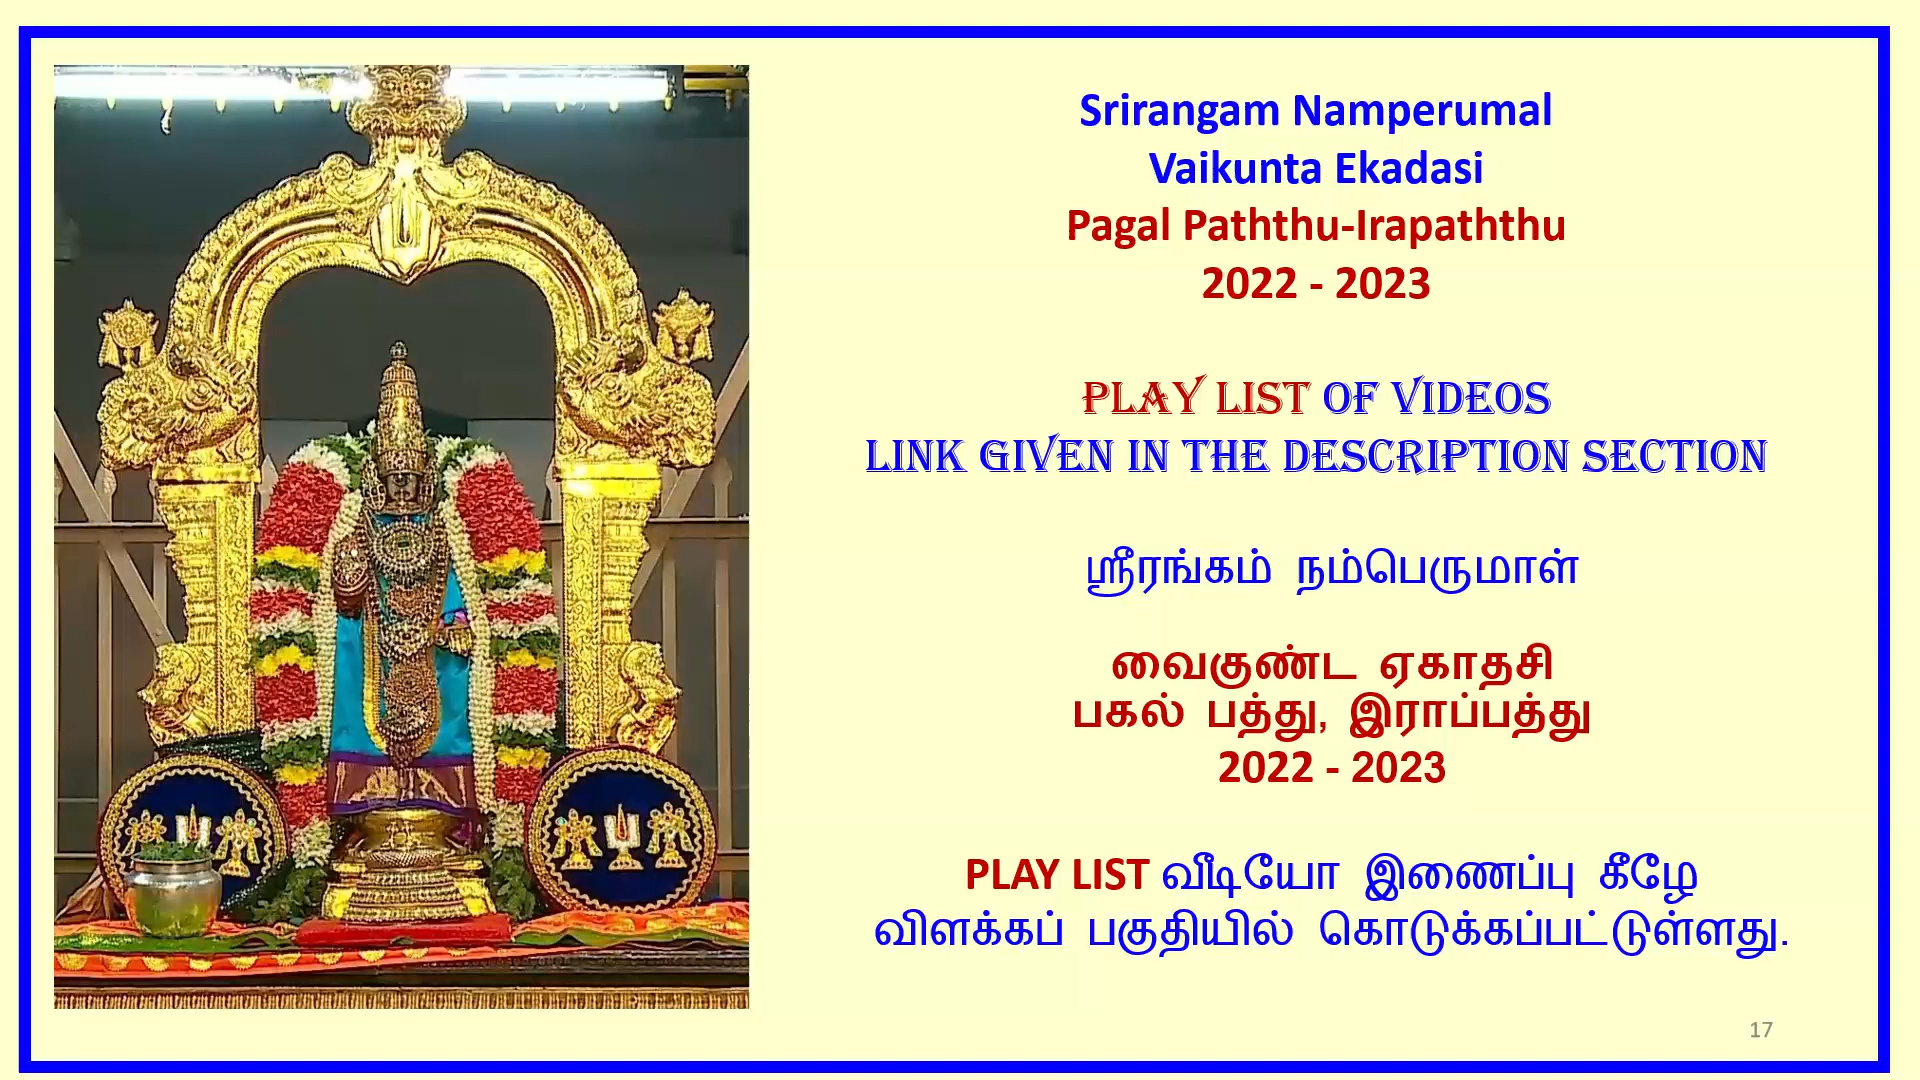 Srirangam Namperumal
Vaikunta Ekadasi
Pagal Paththu-Irapaththu
2022 - 2023
PLAY LIST OF VIDEOS
LINK GIVEN IN THE DESCRIPTION SECTION
ஸ்ரீரங்கம் நம்பெருமாள்
வைகுண்ட ஏகாதசி
பகல் பத்து, இராப்பத்து
2022 - 2023
PLAY LIST வீடியோ இணைப்பு கீழே
விளக்கப் பகுதியில் கொடுக்கப்பட்டுள்ளது.
17